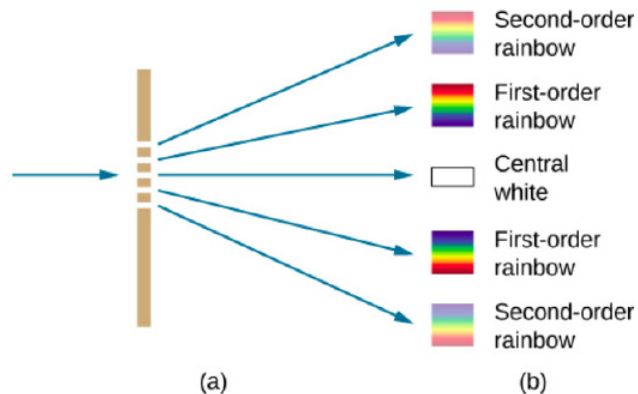 Second-order
rainbow
First-order
rainbow
Central
white
First-order
rainbow
Second-order
rainbow
(a)
(b)